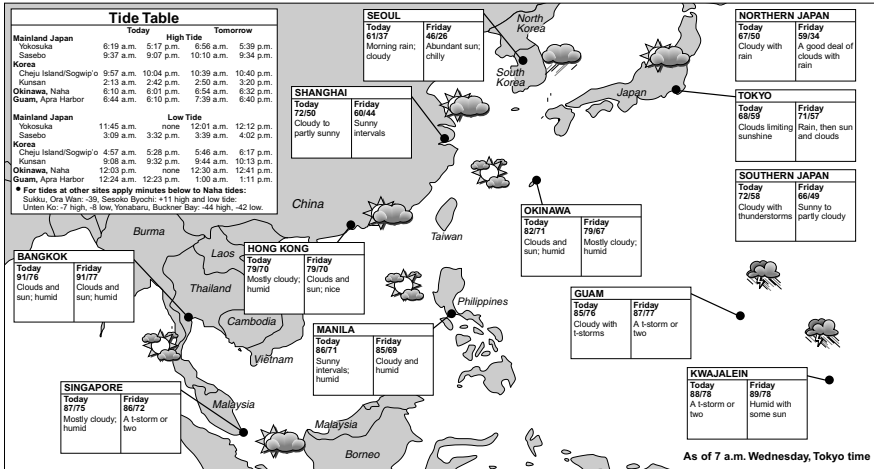 Tide Table
Today Tomorrow
Mainland Japan High Tide
Yokosuka 6:19 a.m. 5:17 p.m. 6:56 a.m. 5:39 p.m.
Sasebo 9:37 a.m. 9:07 p.m. 10:10 a.m. 9:34 p.m.
Korea
Cheju Island/Sogwip'o 9:57 a.m. 10:04 p.m. 10:39 a.m. 10:40 p.m.
Kunsan 2:13 a.m. 2:42 p.m. 2:50 a.m. 3:20 p.m.
Okinawa, Naha 6:10 a.m. 6:01 p.m. 6:54 a.m. 6:32 p.m.
Guam, Apra Harbor 6:44 a.m. 6:10 p.m. 7:39 a.m. 6:40 p.m.
Mainland Japan Low Tide
Yokosuka 11:45 a.m. none 12:01 a.m. 12:12 p.m.
Sasebo 3:09 a.m. 3:32 p.m. 3:39 a.m. 4:02 p.m.
Korea
Cheju Island/Sogwip'o 4:57 a.m. 5:28 p.m. 5:46 a.m. 6:17 p.m.
Kunsan 9:08 a.m. 9:32 p.m. 9:44 a.m. 10:13 p.m.
Okinawa, Naha 12:03 p.m. none 12:30 a.m. 12:41 p.m.
Guam, Apra Harbor 12:24 a.m. 12:23 p.m. 1:00 a.m. 1:11 p.m.
• For tides at other sites apply minutes below to Naha tides:
Sukku, Ora Wan: -39, Sesoko Byochi: +11 high and low tide:
Unten Ko: -7 high, -8 low, Yonabaru, Buckner Bay: -44 high, -42 low.
SEOUL
Today Friday
61/37 46/26
Morning rain; Abundant sun;
cloudy chilly
North
Korea
South
Korea
Japan
NORTHERN JAPAN
Today Friday
67/50 59/34
Cloudy with A good deal of
rain clouds with
rain
SHANGHAI
Today Friday
72/50 60/44
Cloudy to Sunny
partly sunny intervals
TOKYO
Today Friday
68/59 71/57
Clouds limiting Rain, then sun
sunshine and clouds
SOUTHERN JAPAN
Today Friday
72/58 66/49
Cloudy with Sunny to
thunderstorms partly cloudy
China
Taiwan
OKINAWA
Today Friday
82/71 79/67
Clouds and Mostly cloudy;
sun; humid humid
Burma
Laos
Thailand
Cambodia
Vietnam
Philippines
BANGKOK
Today Friday
91/76 91/77
Clouds and Clouds and
sun; humid sun; humid
HONG KONG
Today Friday
79/70 79/70
Mostly cloudy; Clouds and
humid sun; nice
GUAM
Today Friday
85/76 87/77
Cloudy with A t-storm or
t-storms two
MANILA
Today Friday
86/71 85/69
Sunny Cloudy and
intervals; humid
humid
SINGAPORE
Today Friday
87/75 86/72
Mostly cloudy; A t-storm or
humid two
KWAJALEIN
Today Friday
88/78 89/78
A t-storm or Humid with
two some sun
Malaysia
Malaysia
Borneo
As of 7 a.m. Wednesday, Tokyo time